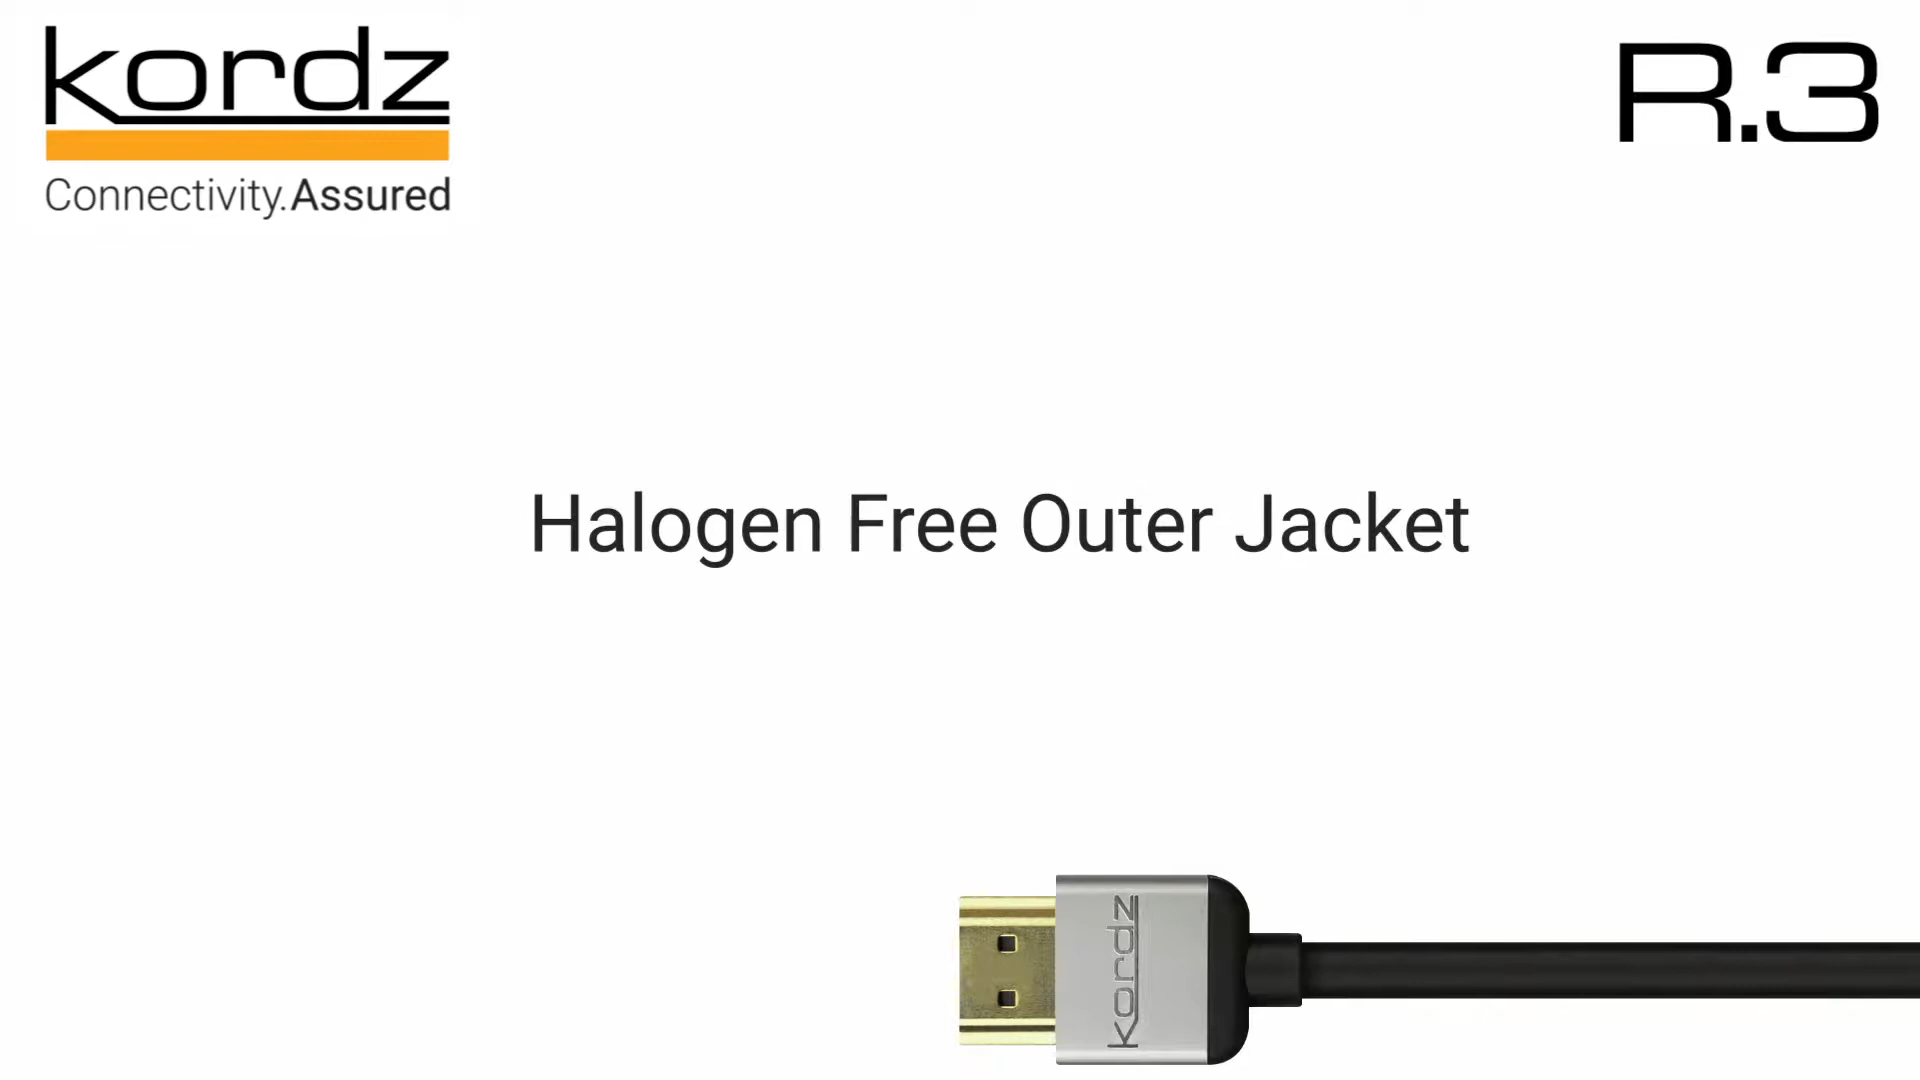 kordz
R.3
Connectivity.Assured
Halogen Free Outer Jacket
kordz